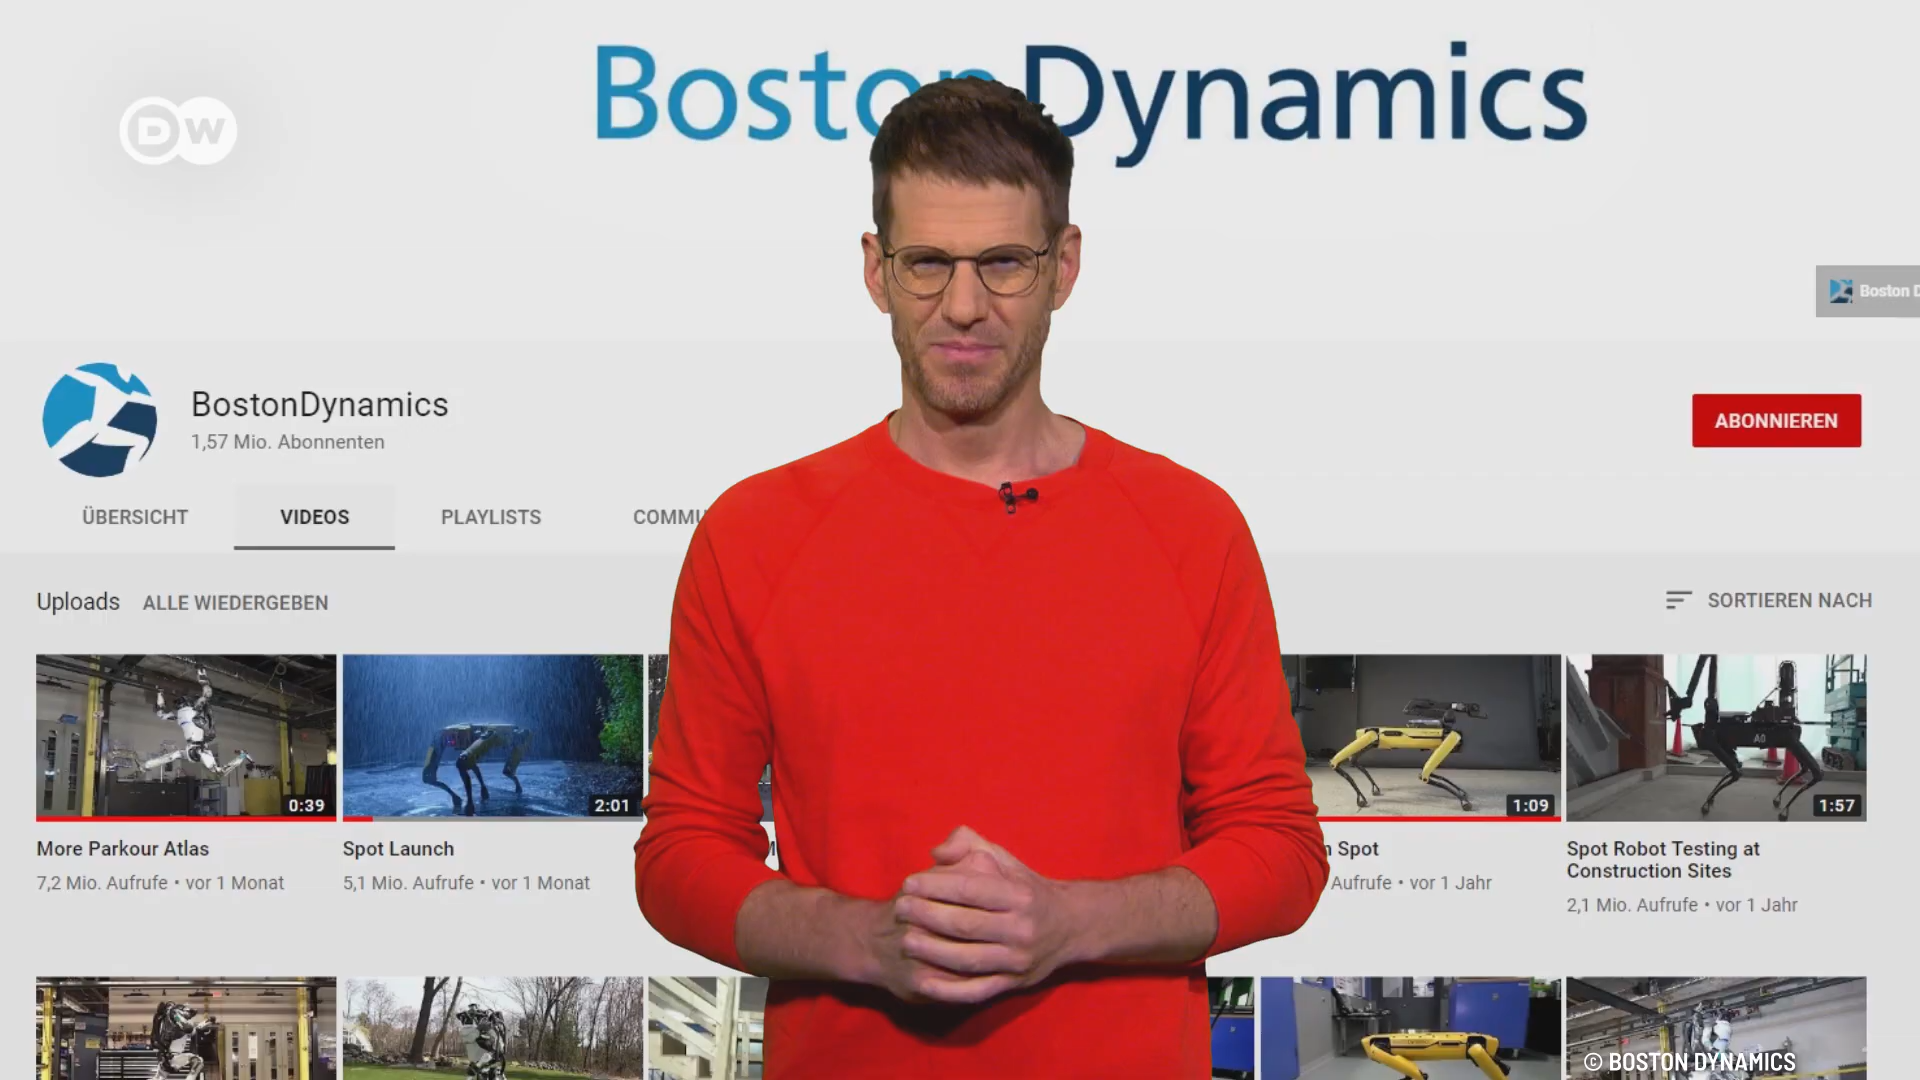 DW
Boston Dynamics
Boston D
BostonDynamics
1,57 Mio. Abonnenten
ABONNIEREN
ÜBERSICHT VIDEOS PLAYLISTS COMMU
Uploads ALLE WIEDERGEBEN
SORTIEREN NACH
0:39
2:01
1:09
A0
1:57
More Parkour Atlas
7,2 Mio. Aufrufe • vor 1 Monat
Spot Launch
5,1 Mio. Aufrufe • vor 1 Monat
Spot
Aufrufe • vor 1 Jahr
Spot Robot Testing at
Construction Sites
2,1 Mio. Aufrufe • vor 1 Jahr
© BOSTON DYNAMICS